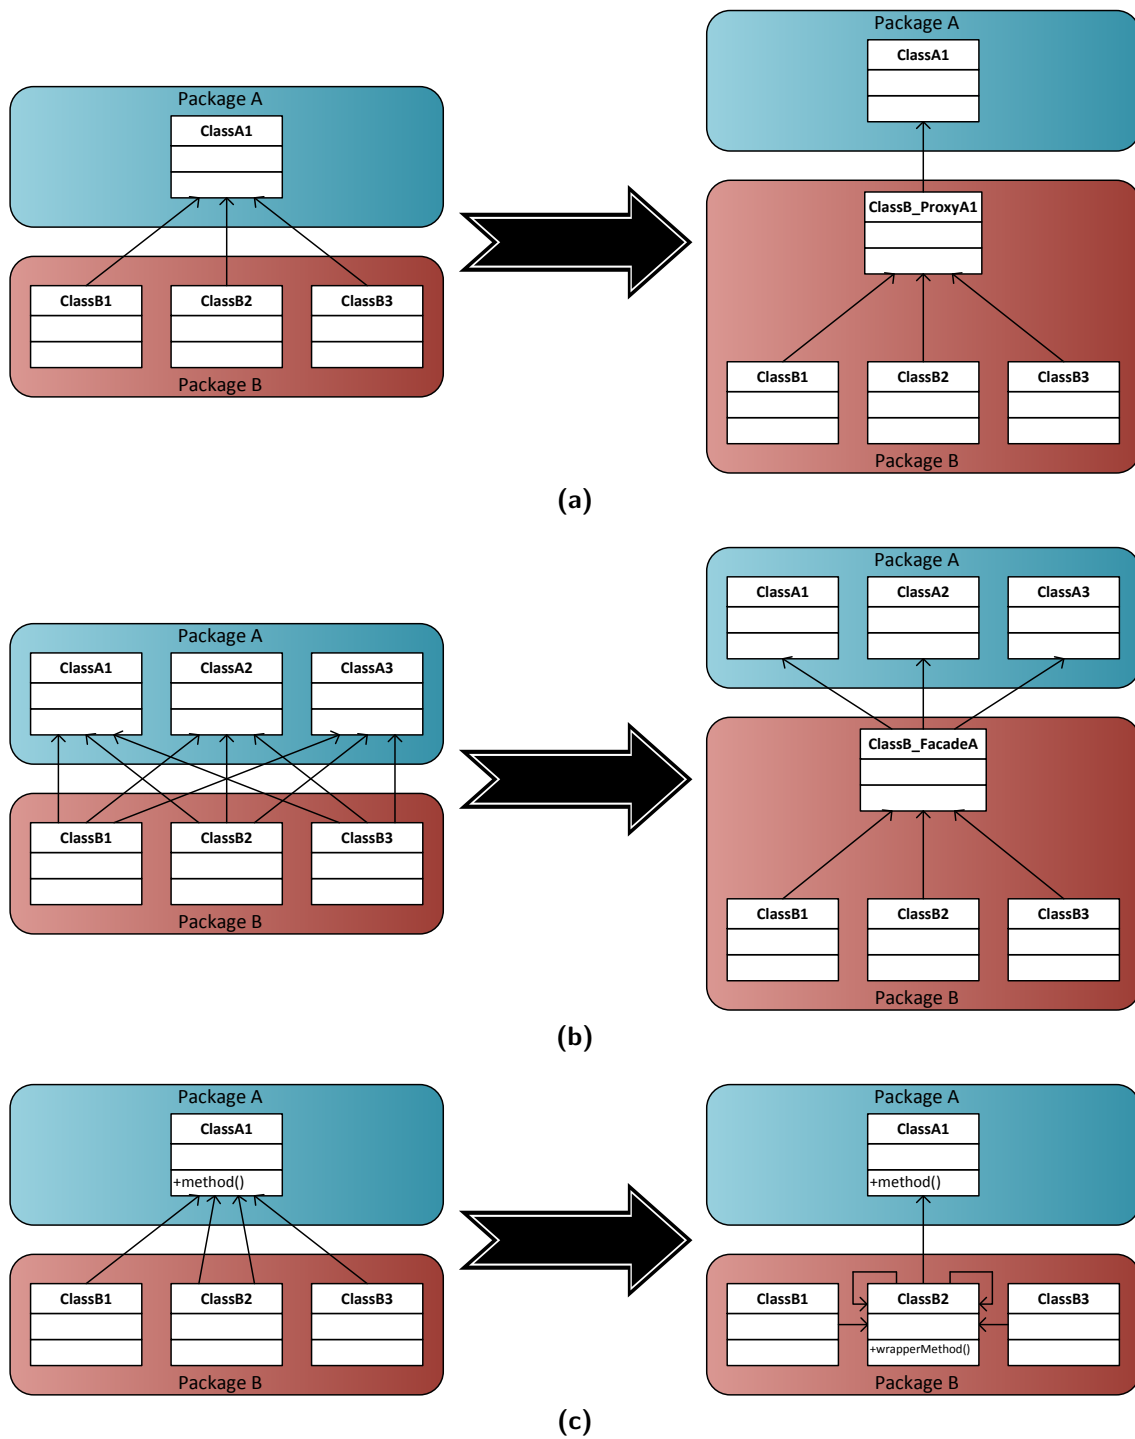 Package A
ClassA1
ClassB1 ClassB2 ClassB3
Package B
Package A
ClassA1
ClassB_ProxyA1
ClassB1 ClassB2 ClassB3
Package B
(a)
Package A
ClassA1 ClassA2 ClassA3
ClassB1 ClassB2 ClassB3
Package B
Package A
ClassA1 ClassA2 ClassA3
ClassB_FacadeA
ClassB1 ClassB2 ClassB3
Package B
(b)
Package A
ClassA1
+method()
ClassB1 ClassB2 ClassB3
Package B
Package A
ClassA1
+method()
ClassB1 ClassB2 ClassB3
+wrapperMethod()
Package B
(c)